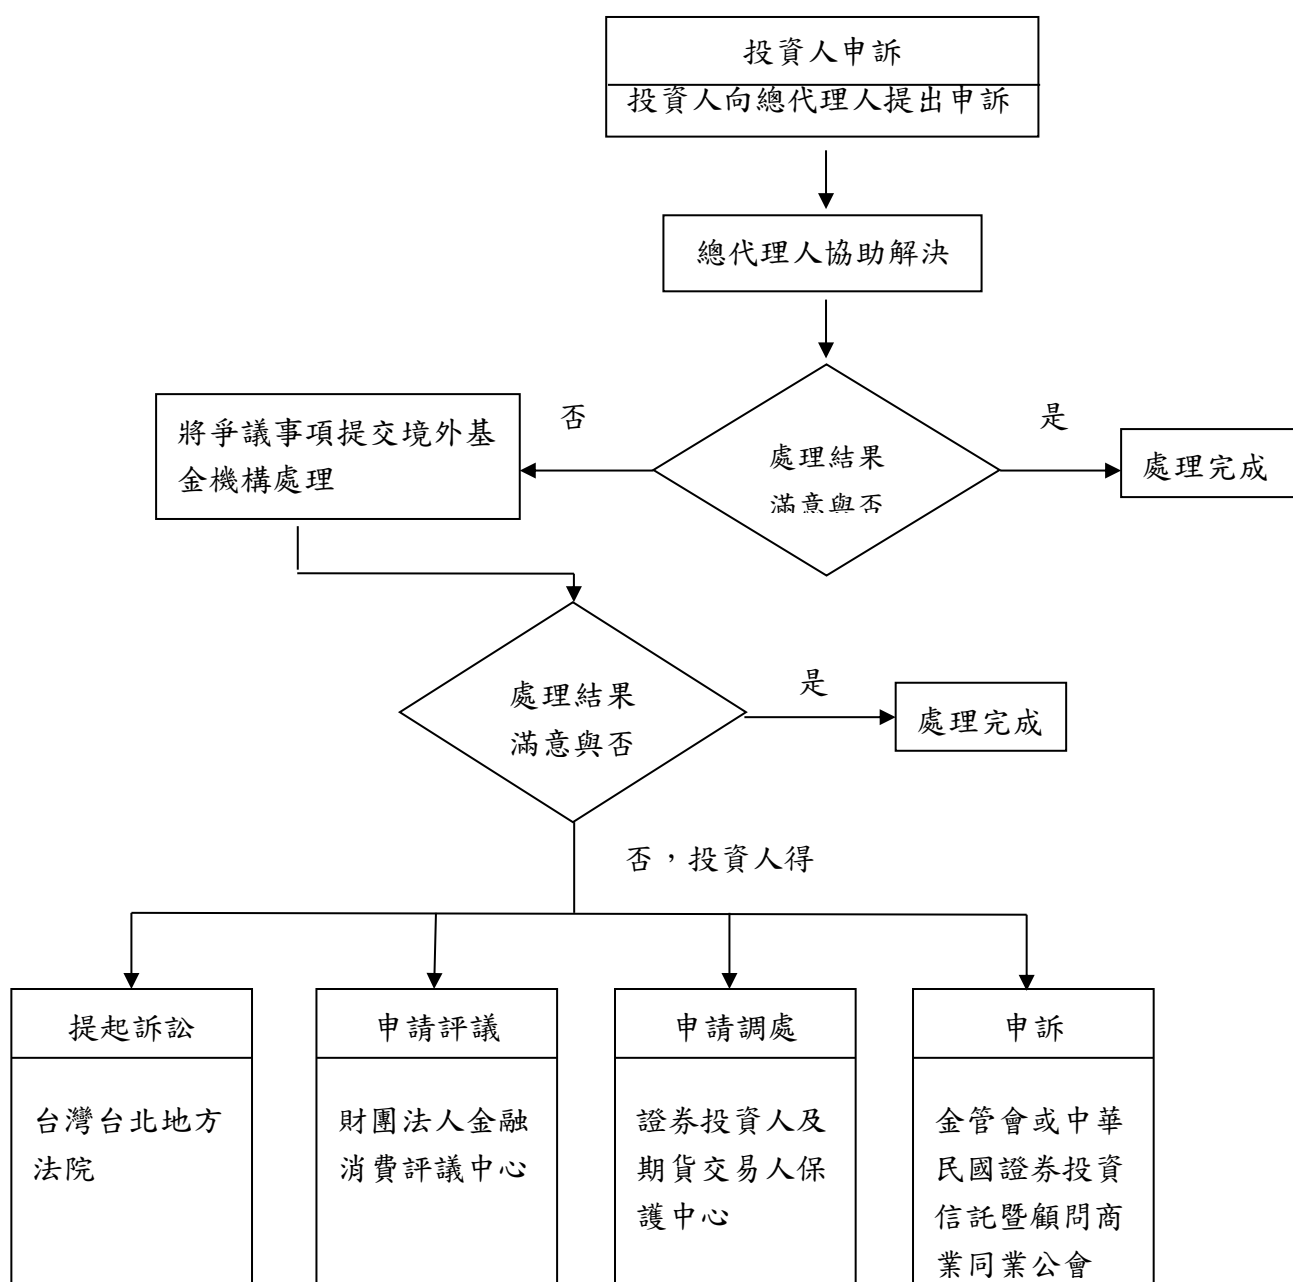 投資人申訴
投資人向總代理人提出申訴
總代理人協助解決
否
是
將爭議事項提交境外基
金機構處理
處理結果
滿意與否
處理完成
處理結果
滿意與否
是
處理完成
否，投資人得
提起訴訟
台灣台北地方
法院
申請評議
財團法人金融
消費評議中心
申請調處
證券投資人及
期貨交易人保
護中心
申訴
金管會或中華
民國證券投資
信託暨顧問商
業同業公會